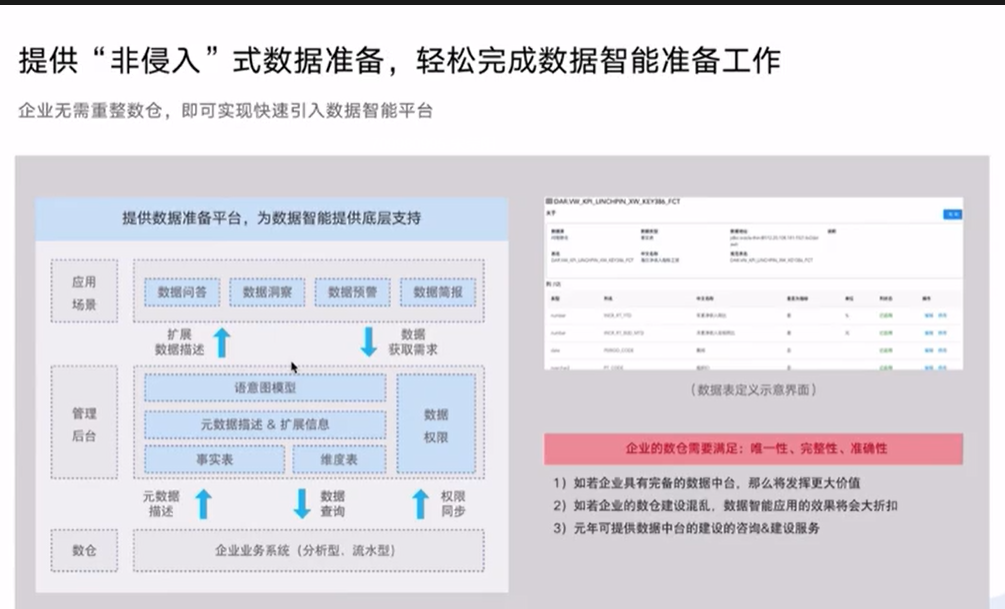 提供“非侵入”式数据准备，轻松完成数据智能准备工作
企业无需重整数仓，即可实现快速引入数据智能平台
提供数据准备平台，为数据智能提供底层支持
应用
场景
数据问答
数据洞察
数据预警
数据简报
扩展
数据描述
数据
获取需求
管理
后台
语意图模型
元数据描述 & 扩展信息
事实表
维度表
数据
权限
元数据
描述
数据
查询
权限
同步
数仓
企业业务系统（分析型、流水型）
DAR.VW_KPI_LINCHPIN_XW_KEY386_FCT
（数据表定义示意界面）
企业的数仓需要满足：唯一性、完整性、准确性
1）如若企业具有完备的数据中台，那么将发挥更大价值
2）如若企业的数仓建设混乱，数据智能应用的效果将会大折扣
3）元年可提供数据中台的建设的咨询&建设服务